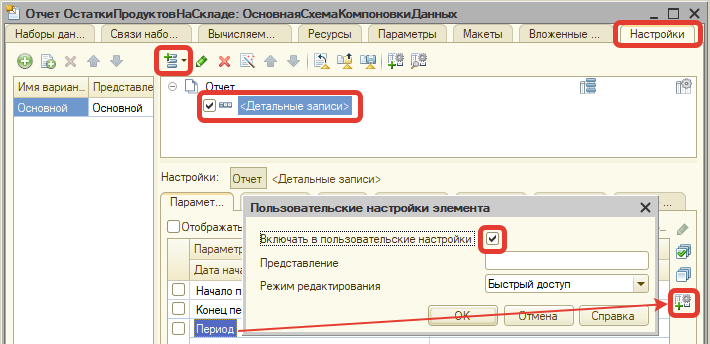 Отчет ОстаткиПродуктовНаСкладе: ОсновнаяСхемаКомпоновкиДанных
Наборы дан... Связи набо... Вычисляем... Ресурсы Параметры Макеты Вложенные ... Настройки
Имя вариан... Представле
Основной Основной
Отчет
<Детальные записи>
Настройки: Отчет <Детальные записи>
Парамет... ...
Пользовательские настройки элемента
Отображать
Включать в пользовательские настройки
Параметр
Представление
Дата нача
Режим редактирования Быстрый доступ
Начало п
Конец пе
OK Отмена Справка
Период